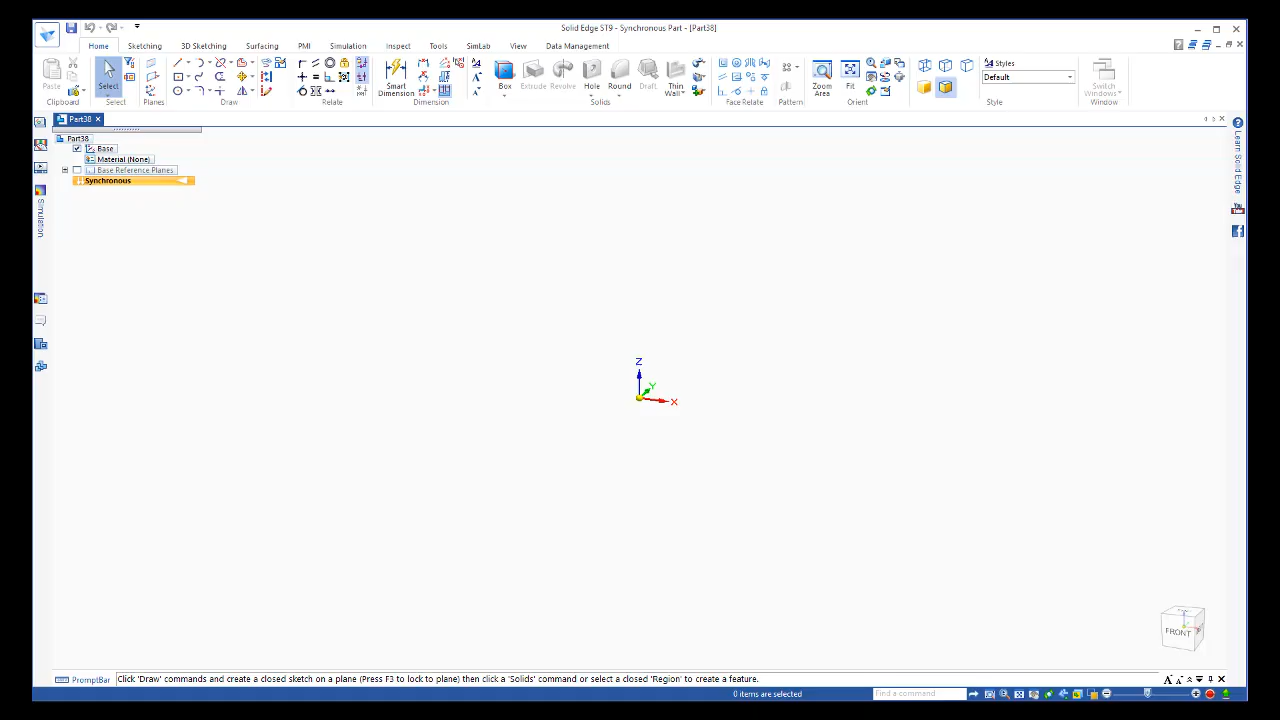 Solid Edge ST9 - Synchronous Part - [Part38]
Home Sketching 3D Sketching Surfacing PMI Simulation Inspect Tools SimLab View Data Management
Paste
Select
Smart Dimension
Box
Extrude
Revolve
Hole
Round
Draft
Thin Wall
Zoom Area
Fit
Styles
Default
Switch Windows
Clipboard Select Planes Draw Relate Dimension Solids Face Relate Pattern Orient Style Window
Part38
Part38
Base
Material (None)
Base Reference Planes
Synchronous
Simulation
Learn Solid Edge
You
Tube
Z
Y
X
FRONT
PromptBar
Click 'Draw' commands and create a closed sketch on a plane (Press F3 to lock to plane) then click a 'Solids' command or select a closed 'Region' to create a feature.
0 items are selected
Find a command